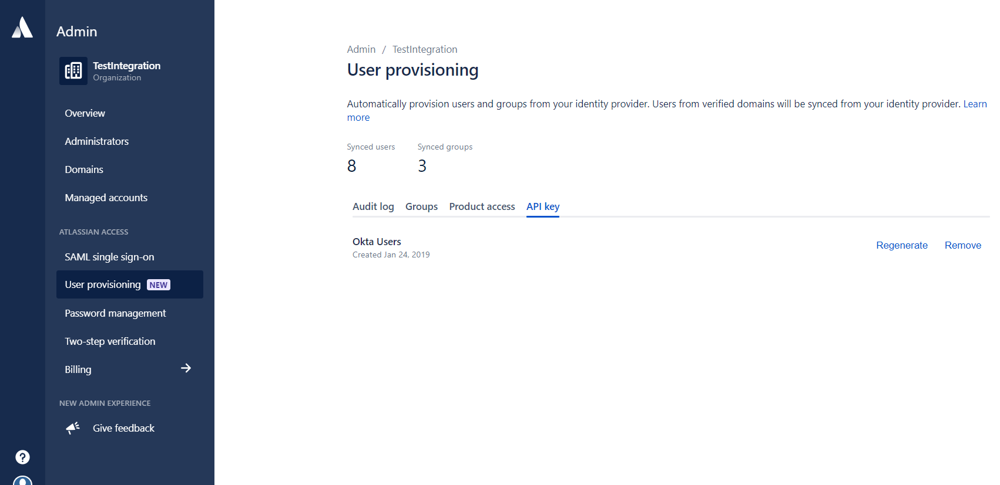 Admin
TestIntegration
Organization
Overview
Administrators
Domains
Managed accounts
ATLASSIAN ACCESS
SAML single sign-on
User provisioning NEW
Password management
Two-step verification
Billing
NEW ADMIN EXPERIENCE
Give feedback
?
Admin / TestIntegration
User provisioning
Automatically provision users and groups from your identity provider. Users from verified domains will be synced from your identity provider. Learn
more
Synced users Synced groups
8 3
Audit log Groups Product access API key
Okta Users
Created Jan 24, 2019
Regenerate Remove